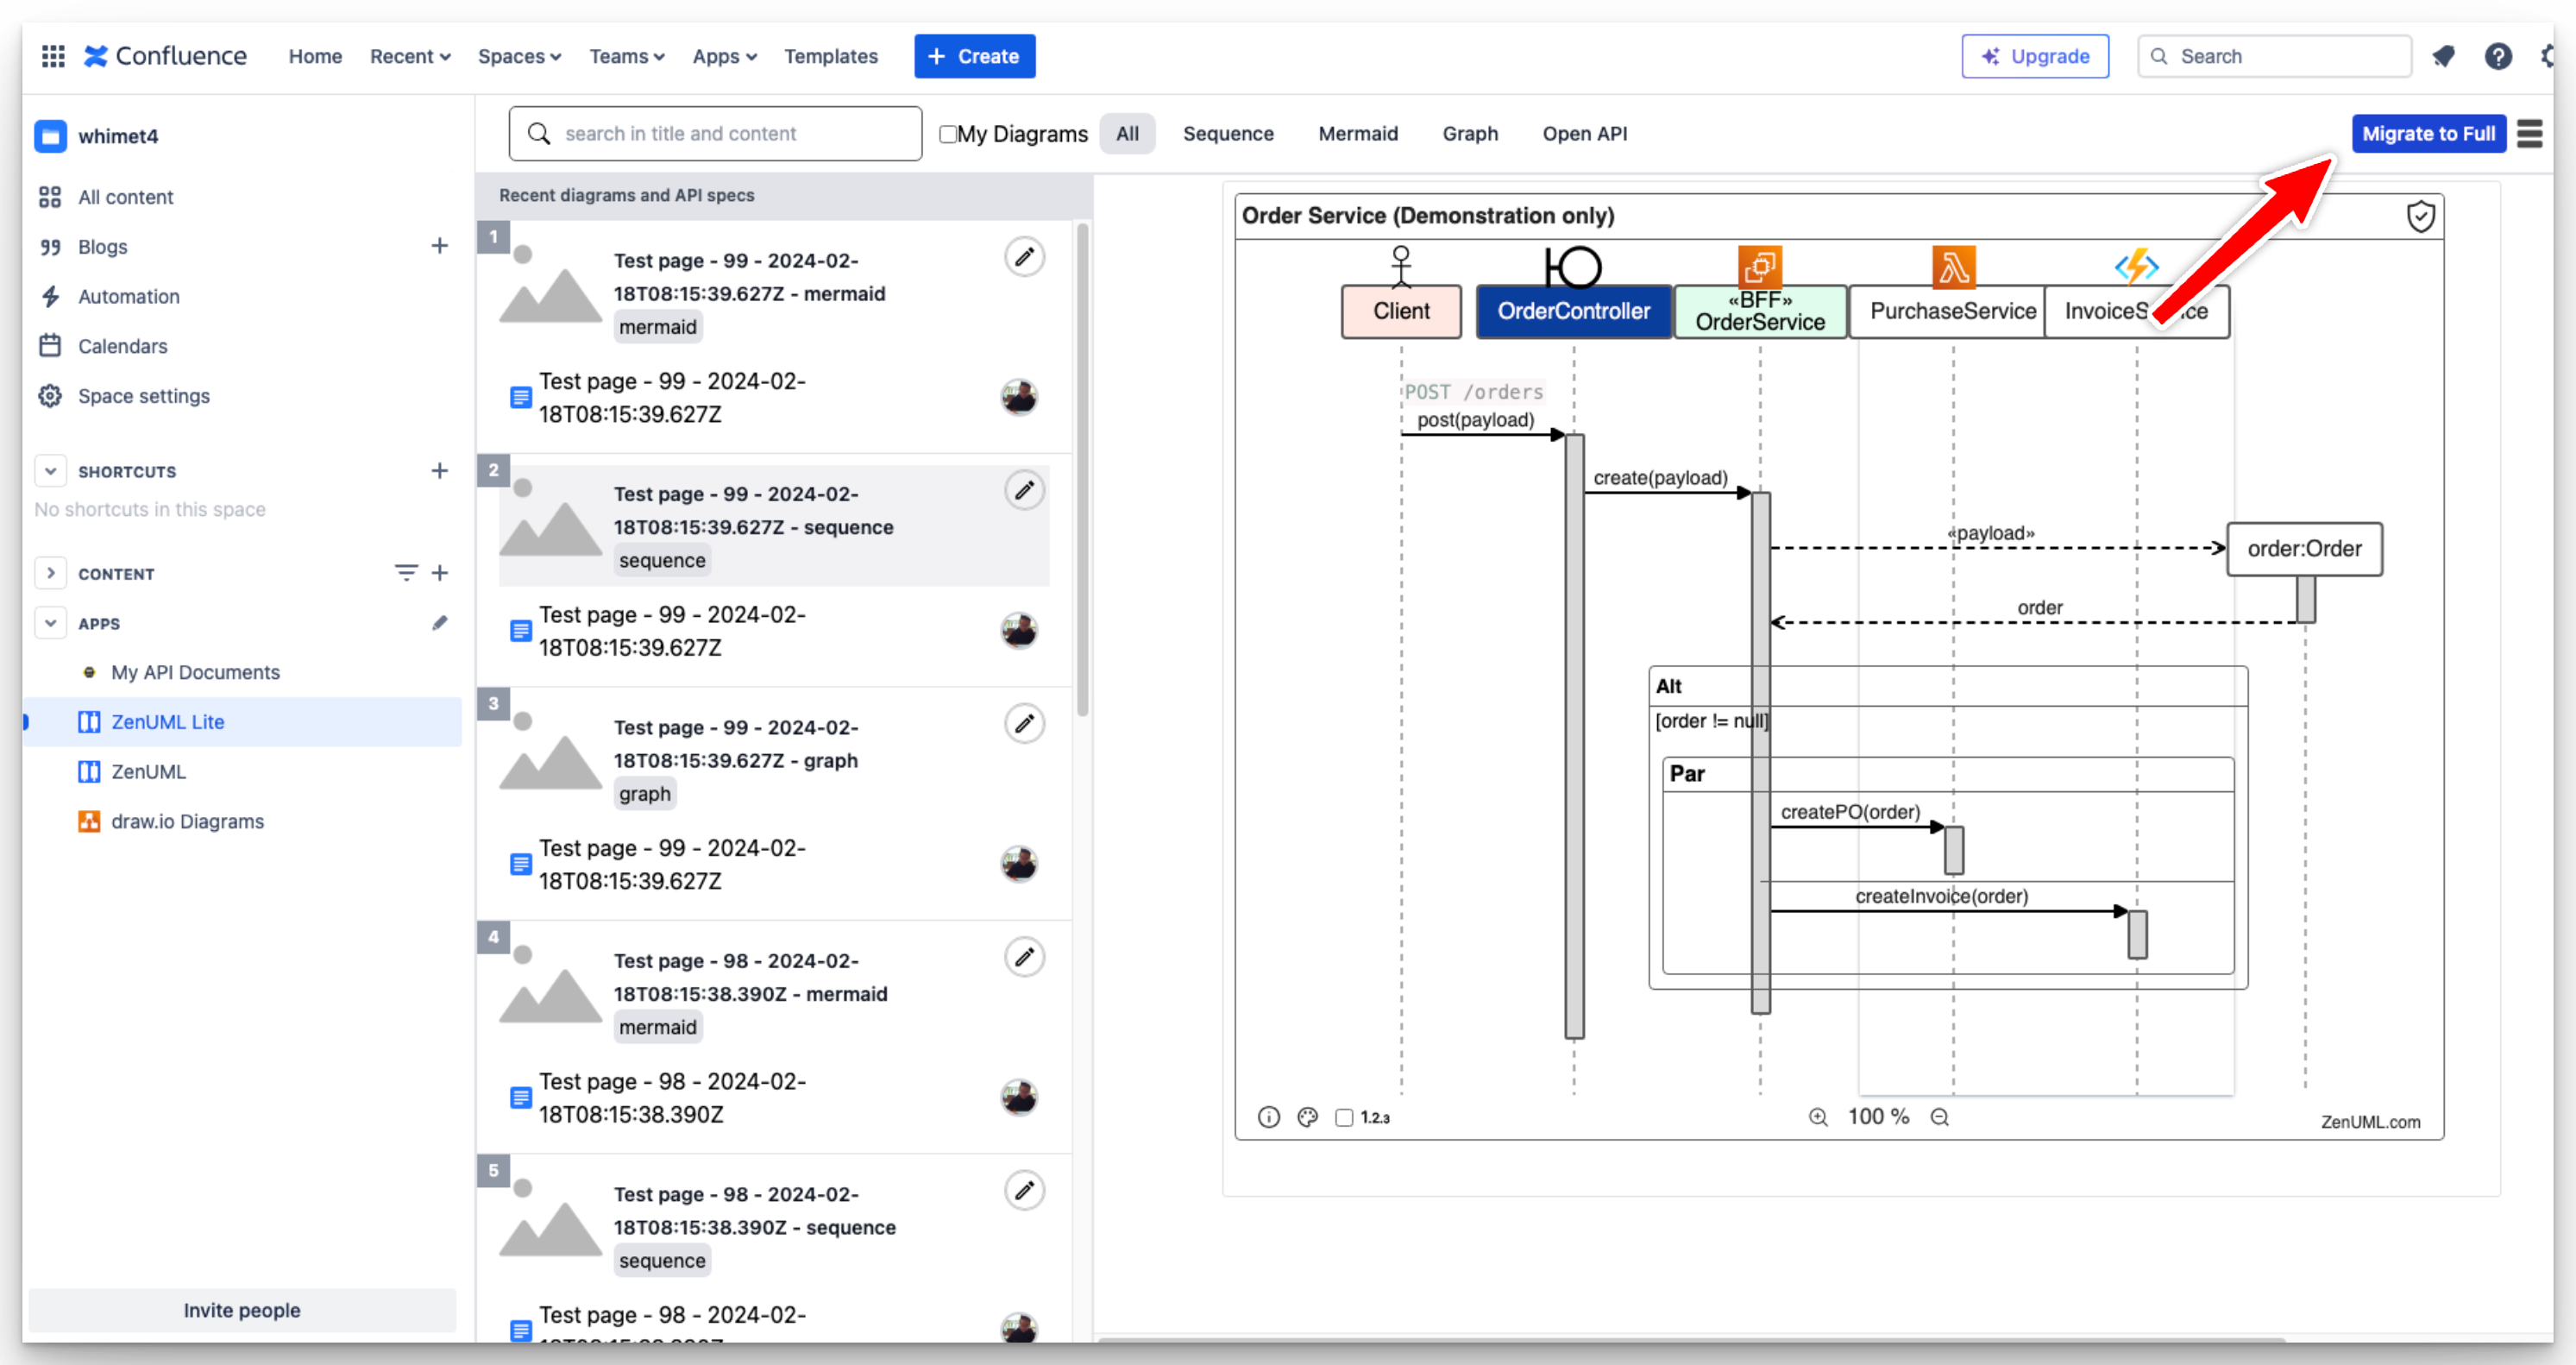 Confluence
Home
Recent
Spaces
Teams
Apps
Templates
+ Create
Upgrade
Search
whimet4
All content
Blogs
Automation
Calendars
Space settings
SHORTCUTS
No shortcuts in this space
CONTENT
APPS
My API Documents
ZenUML Lite
ZenUML
draw.io Diagrams
Invite people
search in title and content
My Diagrams
All
Sequence
Mermaid
Graph
Open API
Migrate to Full
Recent diagrams and API specs
1
Test page - 99 - 2024-02-
18T08:15:39.627Z - mermaid
mermaid
Test page - 99 - 2024-02-
18T08:15:39.627Z
2
Test page - 99 - 2024-02-
18T08:15:39.627Z - sequence
sequence
Test page - 99 - 2024-02-
18T08:15:39.627Z
3
Test page - 99 - 2024-02-
18T08:15:39.627Z - graph
graph
Test page - 99 - 2024-02-
18T08:15:39.627Z
4
Test page - 98 - 2024-02-
18T08:15:38.390Z - mermaid
mermaid
Test page - 98 - 2024-02-
18T08:15:38.390Z
5
Test page - 98 - 2024-02-
18T08:15:38.390Z - sequence
sequence
Test page - 98 - 2024-02-
Order Service (Demonstration only)
Client
OrderController
«BFF»
OrderService
PurchaseService
POST /orders
post(payload)
create(payload)
«payload»
order:Order
order
Alt
[order != null]
Par
createPO(order)
createInvoice(order)
1.2.3
100 %
ZenUML.com